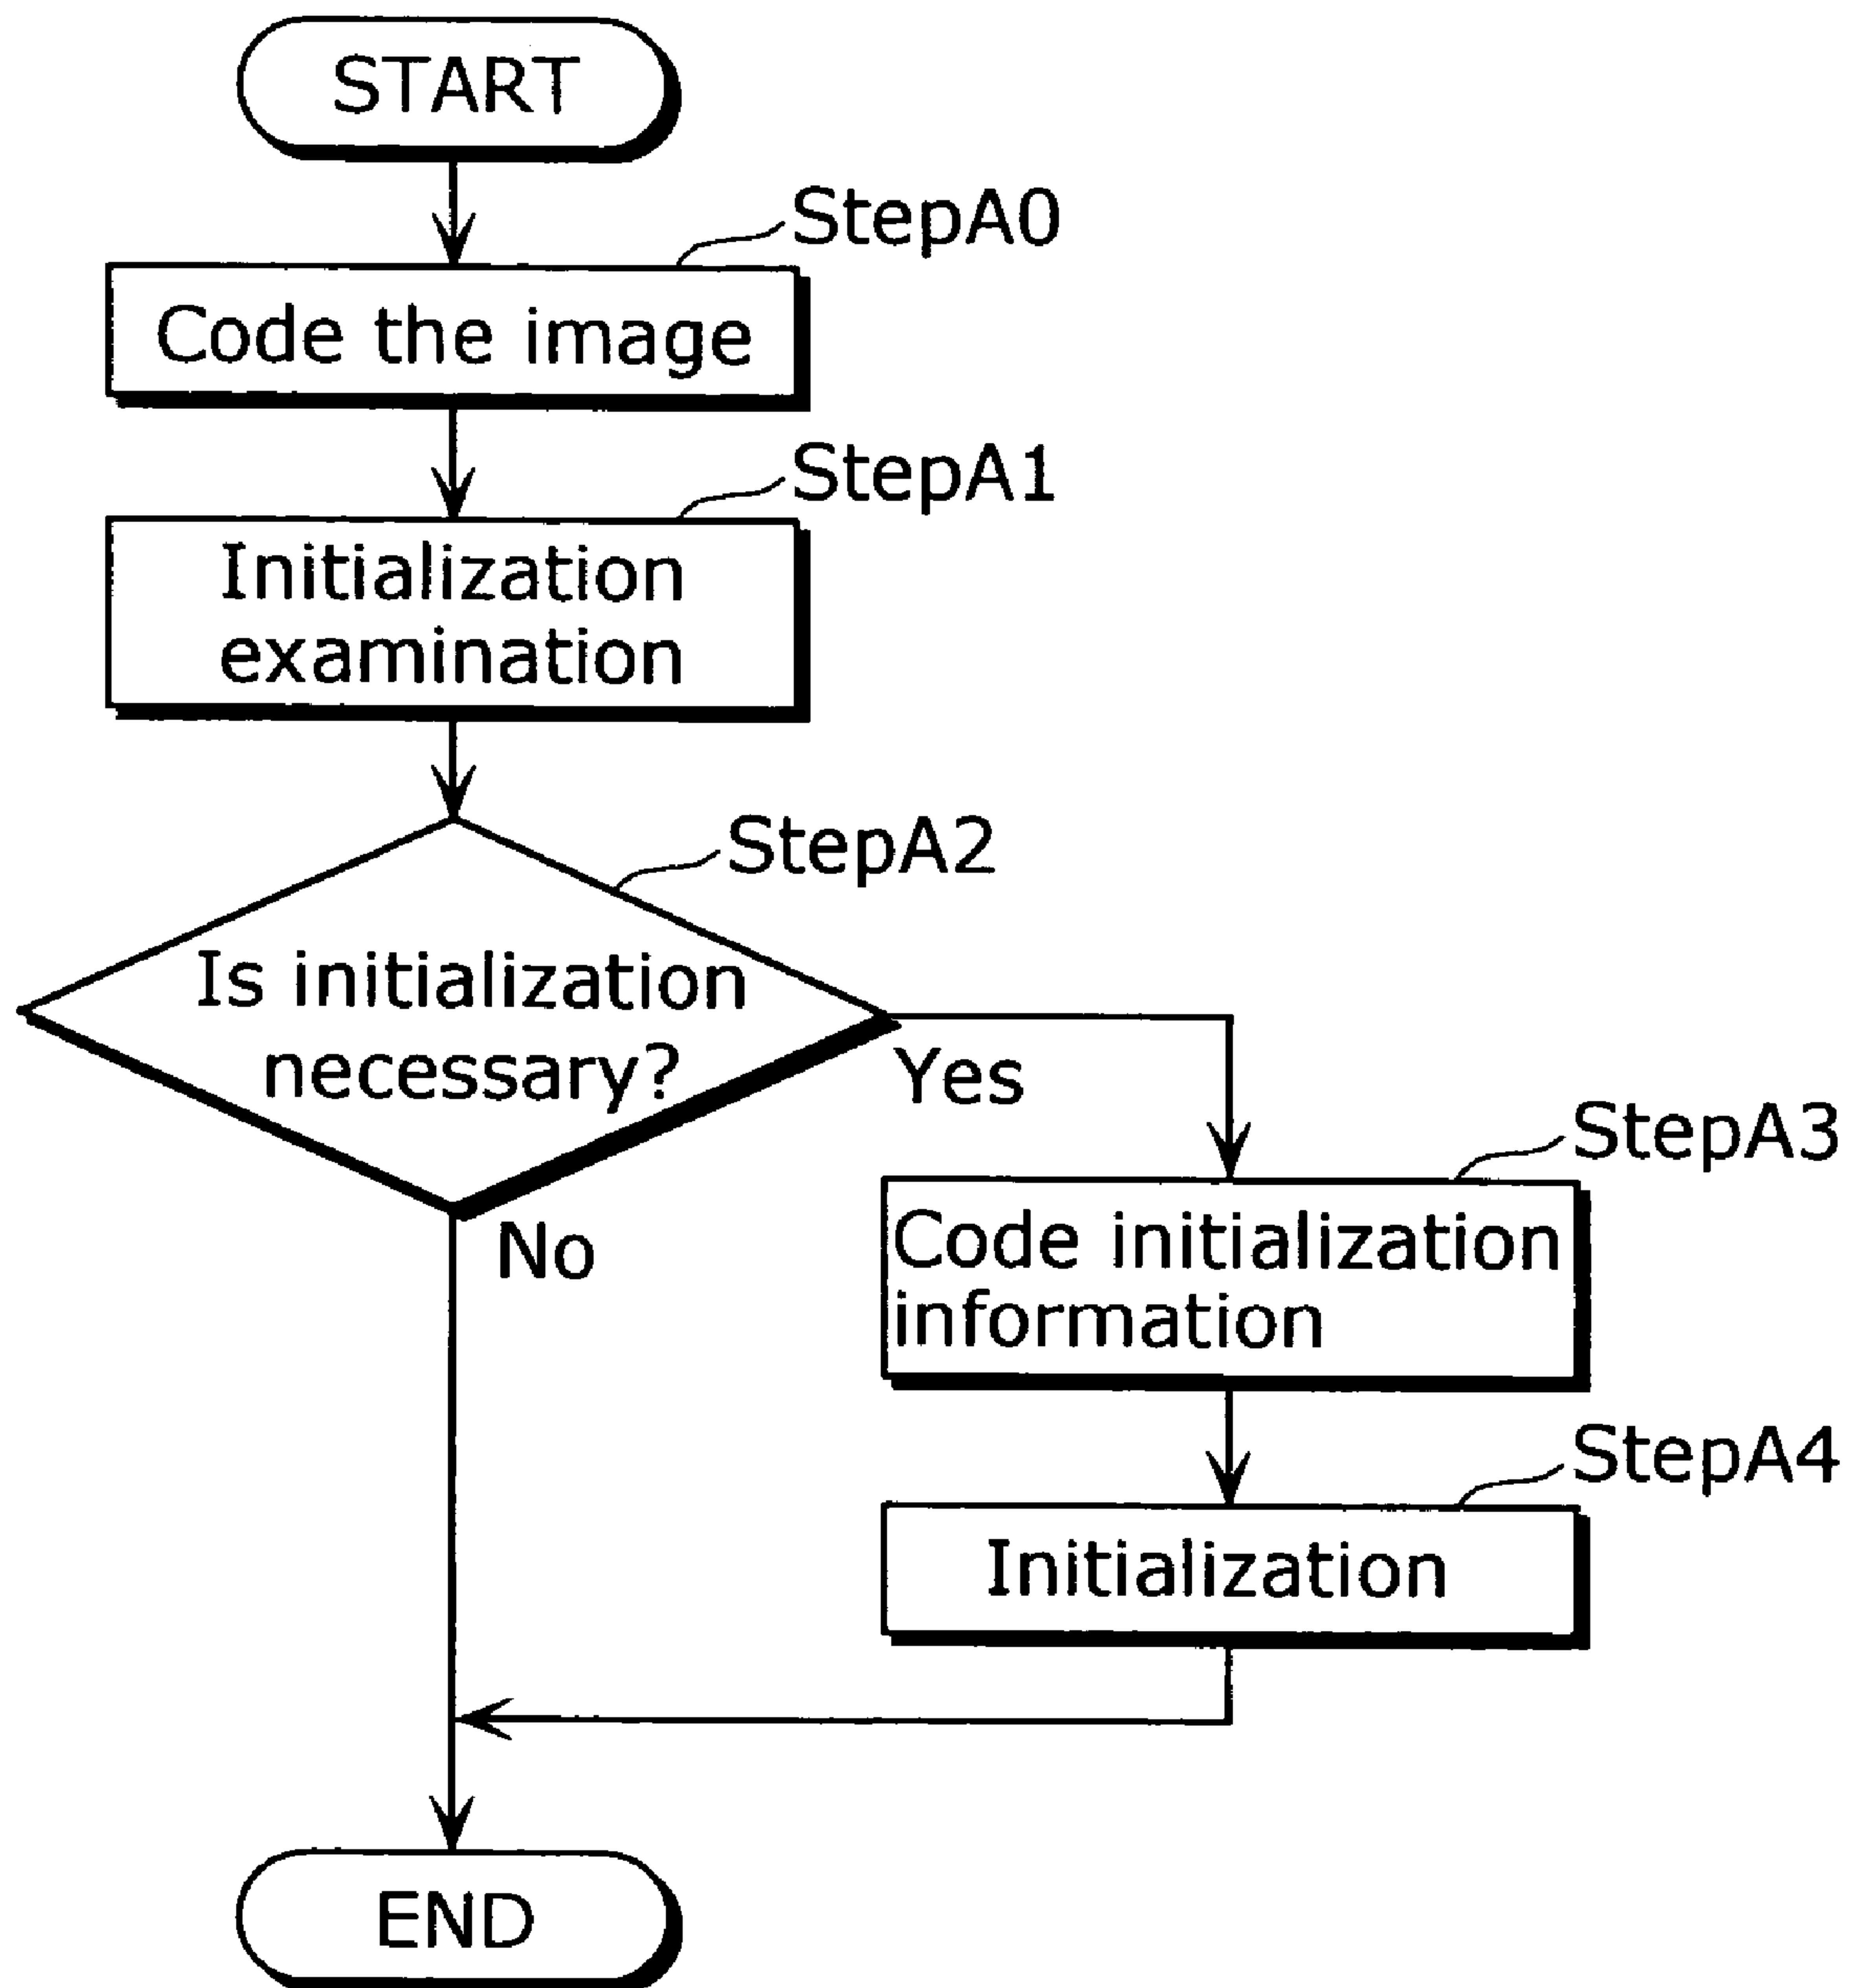 START
StepA0
Code the image
StepA1
Initialization
examination
StepA2
Is initialization
necessary?
Yes
No
StepA3
Code initialization
information
StepA4
Initialization
END